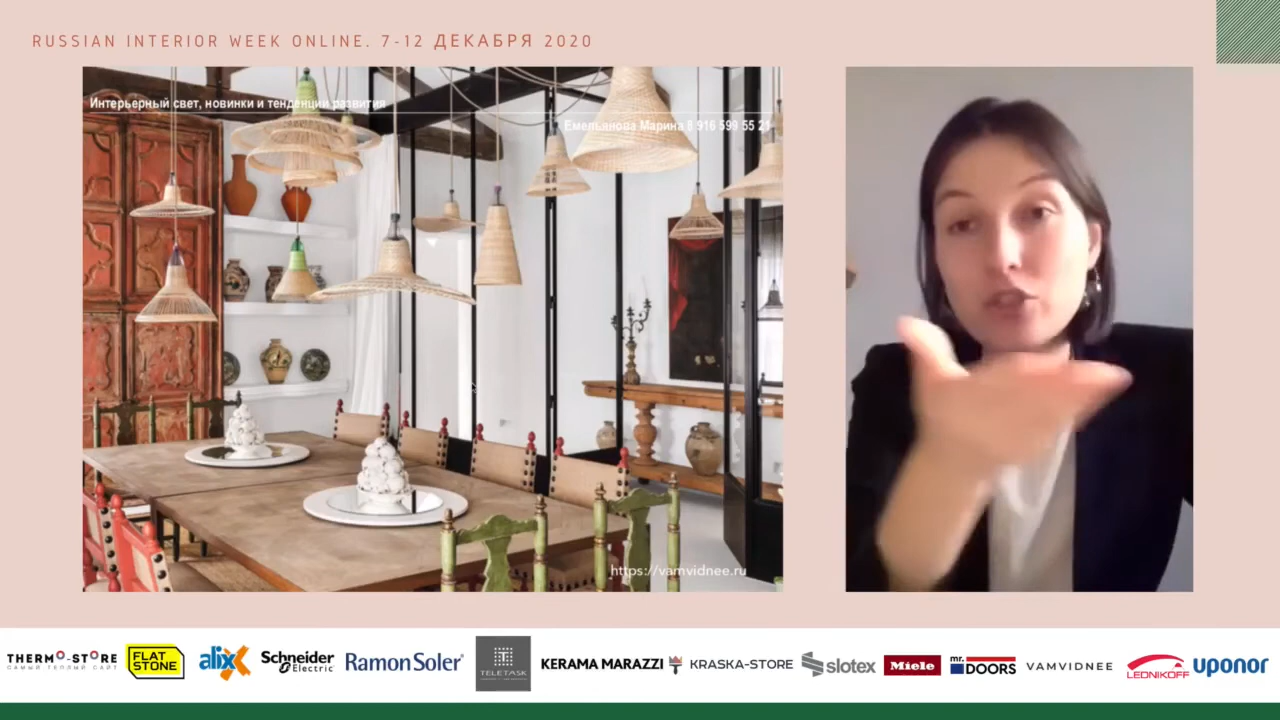 RUSSIAN INTERIOR WEEK ONLINE. 7-12 ДЕКАБРЯ 2020
Интерьерный свет, новинки и тенденции развития
Емельянова Марина 8 916 599 55 21
https://vamvidnee.ru
THERMO-STORE
САМЫЙ ТЕПЛЫЙ САЙТ
FLAT
STONE
alix
Schneider
Electric
Ramon Soler®
TELETASK
KERAMA MARAZZI
KRASKA-STORE
slotex
Miele
mr.
DOORS
VAMVIDNEE
LEDNIKOFF
uponor